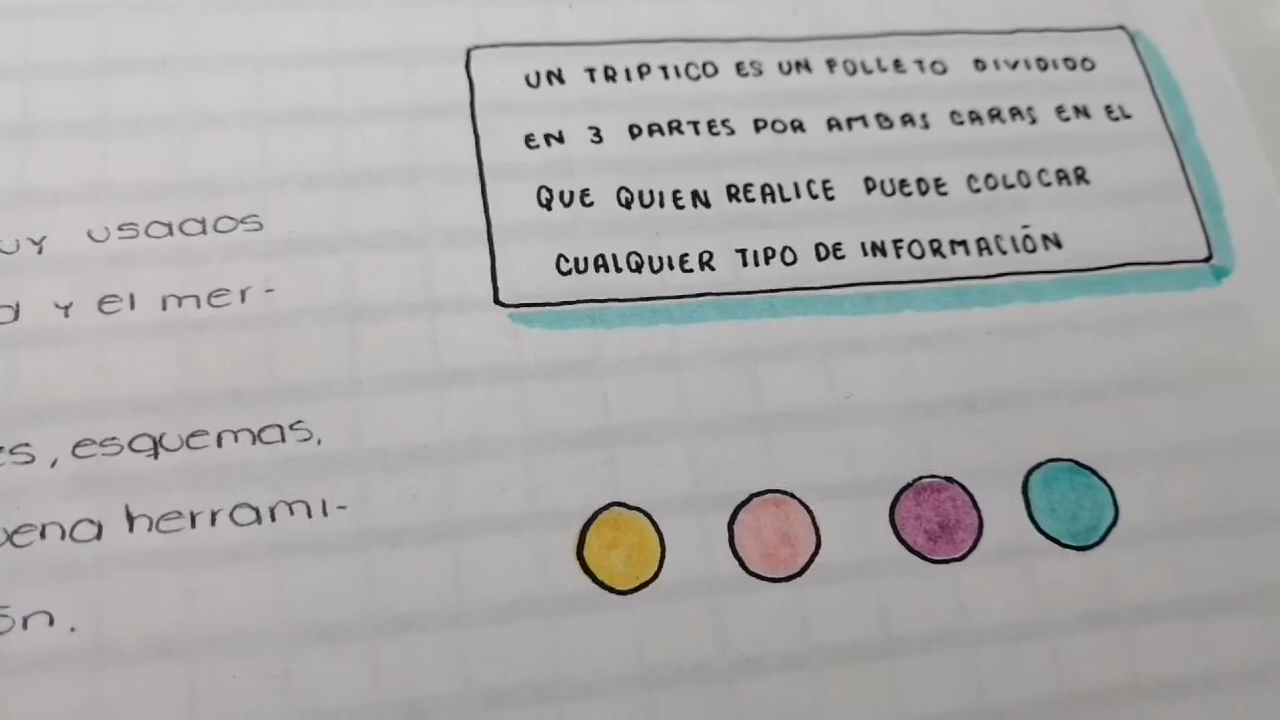 UN TRIPTICO ES UN FOLLETO DIVIDIDO
EN 3 PARTES POR AMBAS CARAS EN EL
QUE QUIEN REALICE PUEDE COLOCAR
CUALQUIER TIPO DE INFORMACIÓN
usados
y el mer-
esquemas,
herrami-